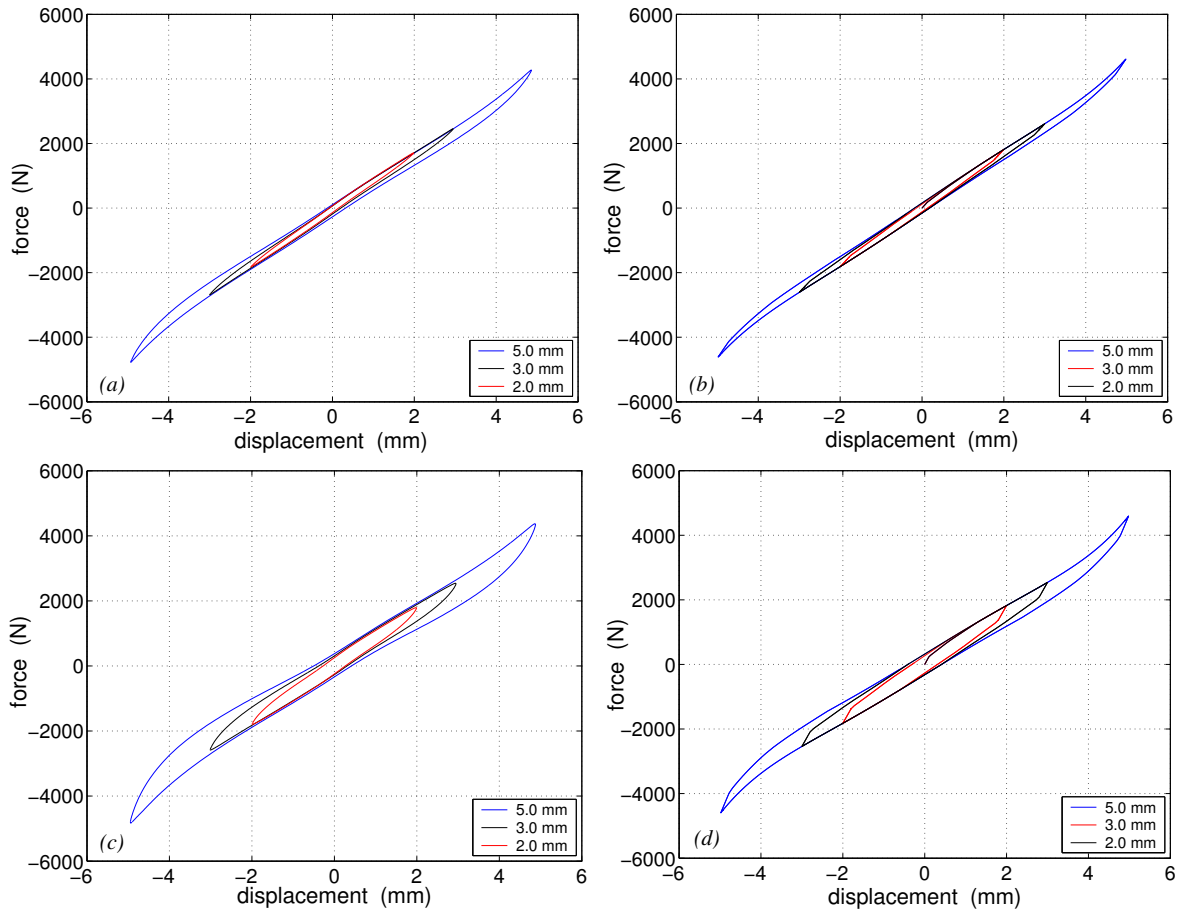 6000
4000
2000
0
−2000
−4000
−6000
force (N)
−6 −4 −2 0 2 4 6
displacement (mm)
5.0 mm
3.0 mm
2.0 mm
(a)
6000
4000
2000
0
−2000
−4000
−6000
force (N)
−6 −4 −2 0 2 4 6
displacement (mm)
5.0 mm
3.0 mm
2.0 mm
(b)
6000
4000
2000
0
−2000
−4000
−6000
force (N)
−6 −4 −2 0 2 4 6
displacement (mm)
5.0 mm
3.0 mm
2.0 mm
(c)
6000
4000
2000
0
−2000
−4000
−6000
force (N)
−6 −4 −2 0 2 4 6
displacement (mm)
5.0 mm
3.0 mm
2.0 mm
(d)